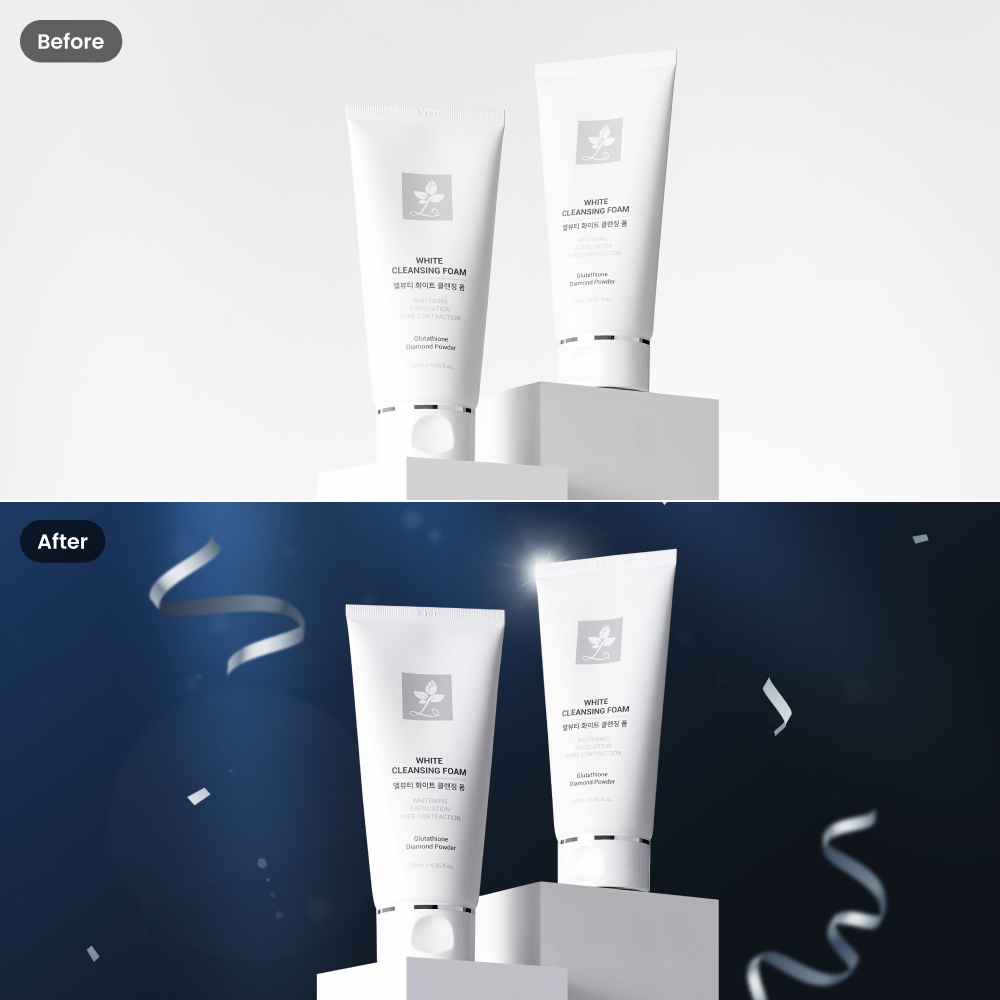 Before
WHITE
CLEANSING FOAM
엘뷰티 화이트 클렌징 폼
WHITENING
EXFOLIATION
PORE CONTRACTION
Glutathione
Diamond Powder
120ml / 4.05 fl.oz.
WHITE
CLEANSING FOAM
엘뷰티 화이트 클렌징 폼
WHITENING
EXFOLIATION
PORE CONTRACTION
Glutathione
Diamond Powder
120ml / 4.05 fl.oz.
After
WHITE
CLEANSING FOAM
엘뷰티 화이트 클렌징 폼
WHITENING
EXFOLIATION
PORE CONTRACTION
Glutathione
Diamond Powder
120ml / 4.05 fl.oz.
WHITE
CLEANSING FOAM
엘뷰티 화이트 클렌징 폼
WHITENING
EXFOLIATION
PORE CONTRACTION
Glutathione
Diamond Powder
120ml / 4.05 fl.oz.